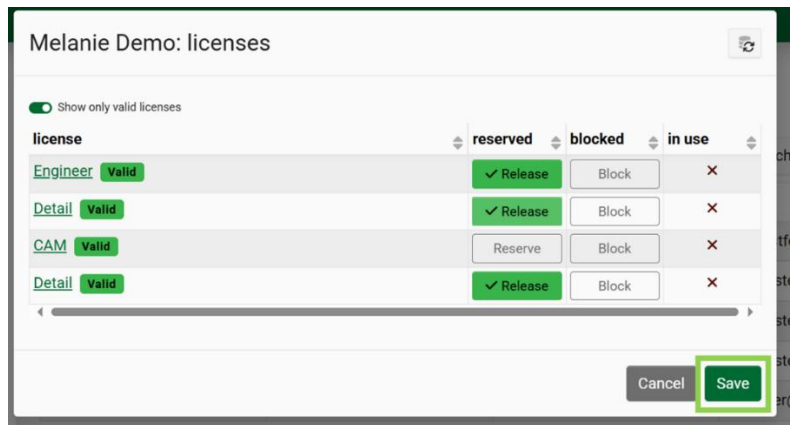 Melanie Demo: licenses
Show only valid licenses
license reserved blocked in use
Engineer Valid ✓ Release Block ✕
Detail Valid ✓ Release Block ✕
CAM Valid Reserve Block ✕
Detail Valid ✓ Release Block ✕
Cancel Save